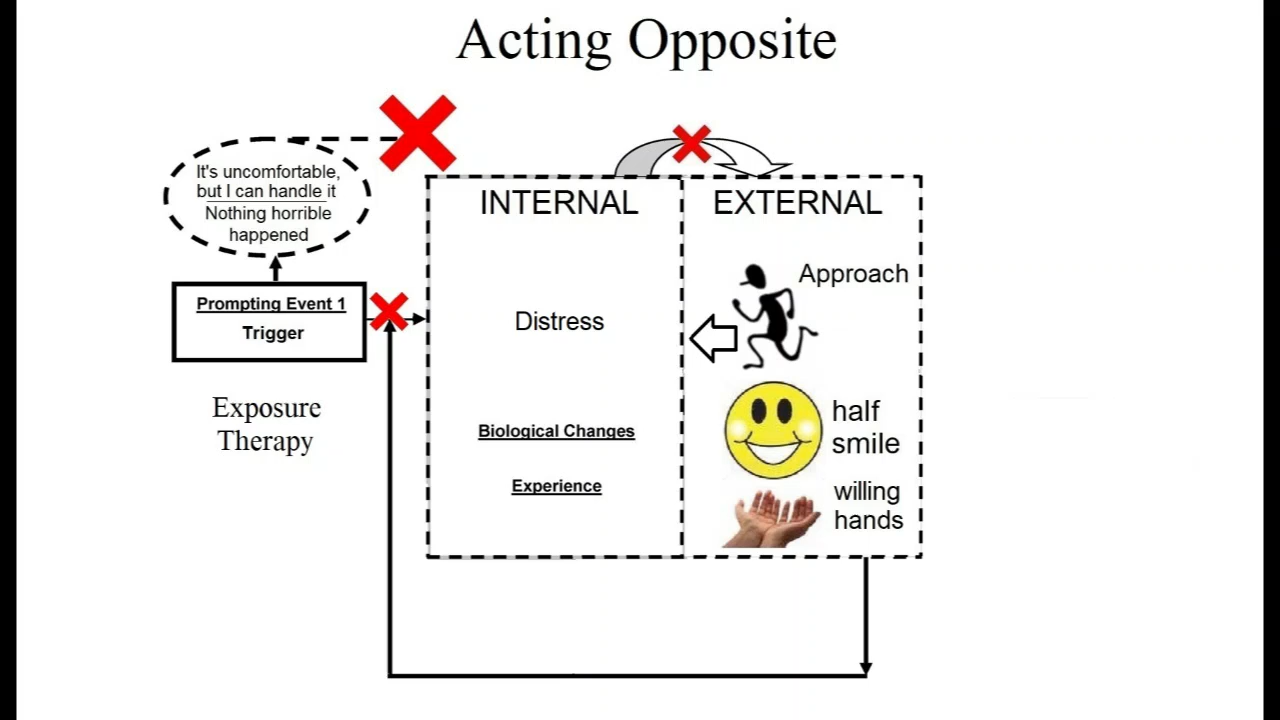 Acting Opposite
It's uncomfortable,
but I can handle it
Nothing horrible
happened
INTERNAL
EXTERNAL
Prompting Event 1
Trigger
Approach
Distress
Exposure
Therapy
half
smile
Biological Changes
Experience
willing
hands